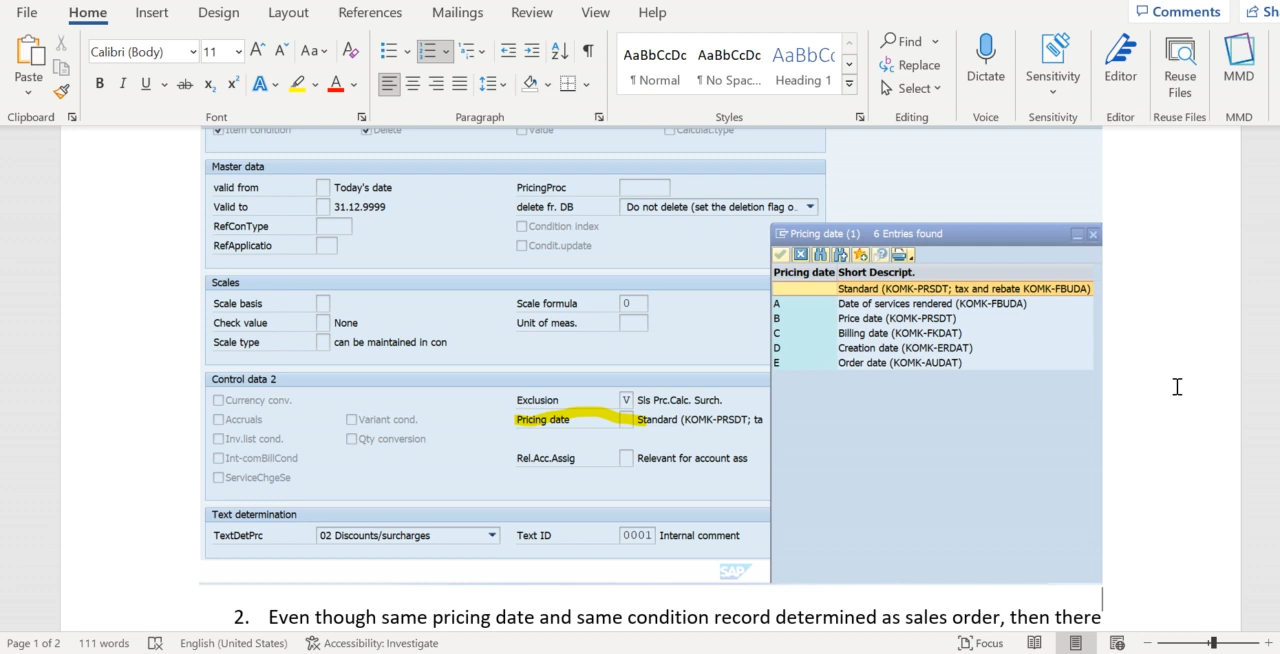 File Home Insert Design Layout References Mailings Review View Help Comments Sh
Paste Calibri (Body) 11 Aa Find
AaBbCcDc AaBbCcDc AaBbCc Replace Dictate Sensitivity Editor Reuse Files MMD
B I U ab x₂ x² A A ¶ Normal ¶ No Spac... Heading 1 Select
Clipboard Font Paragraph Styles Editing Voice Sensitivity Editor Reuse Files MMD
Item condition Delete Value Calculat.type
Master data
valid from Today's date PricingProc
Valid to 31.12.9999 delete fr. DB Do not delete (set the deletion flag o..
RefConType Condition index
RefApplicatio Condit.update
Scales
Scale basis Scale formula 0
Check value None Unit of meas.
Scale type can be maintained in con
Control data 2
Currency conv. Exclusion V Sls Prc.Calc. Surch.
Accruals Variant cond. Pricing date Standard (KOMK-PRSDT; ta
Inv.list cond. Qty conversion
Int-comBillCond Rel.Acc.Assig Relevant for account ass
ServiceChgeSe
Text determination
TextDetPrc 02 Discounts/surcharges Text ID 0001 Internal comment
SAP
Pricing date (1) 6 Entries found
Pricing date Short Descript.
Standard (KOMK-PRSDT; tax and rebate KOMK-FBUDA)
A Date of services rendered (KOMK-FBUDA)
B Price date (KOMK-PRSDT)
C Billing date (KOMK-FKDAT)
D Creation date (KOMK-ERDAT)
E Order date (KOMK-AUDAT)
2. Even though same pricing date and same condition record determined as sales order, then there
Page 1 of 2 111 words English (United States) Accessibility: Investigate Focus